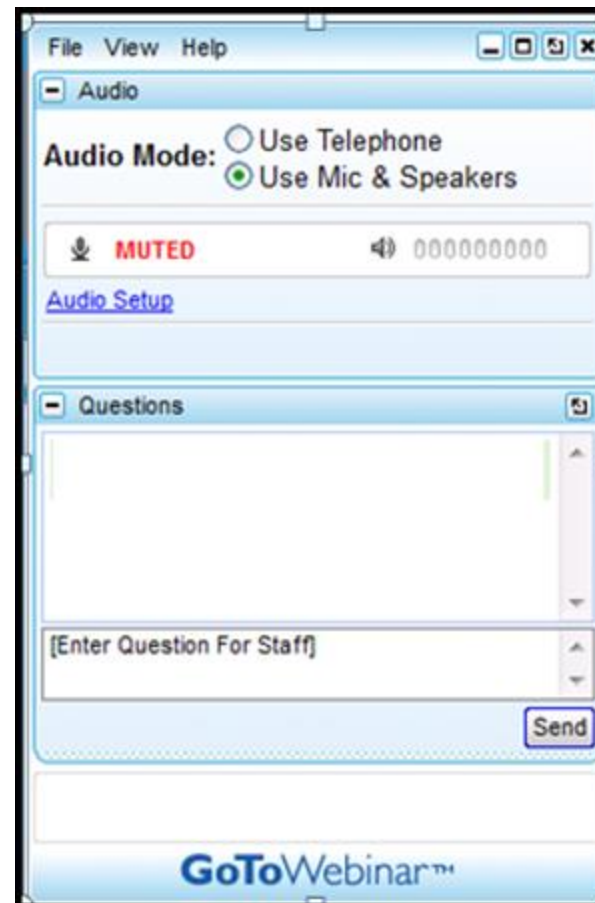 File View Help
Audio
Audio Mode:
Use Telephone
Use Mic & Speakers
MUTED 000000000
Audio Setup
Questions
[Enter Question For Staff]
Send
GoToWebinar™